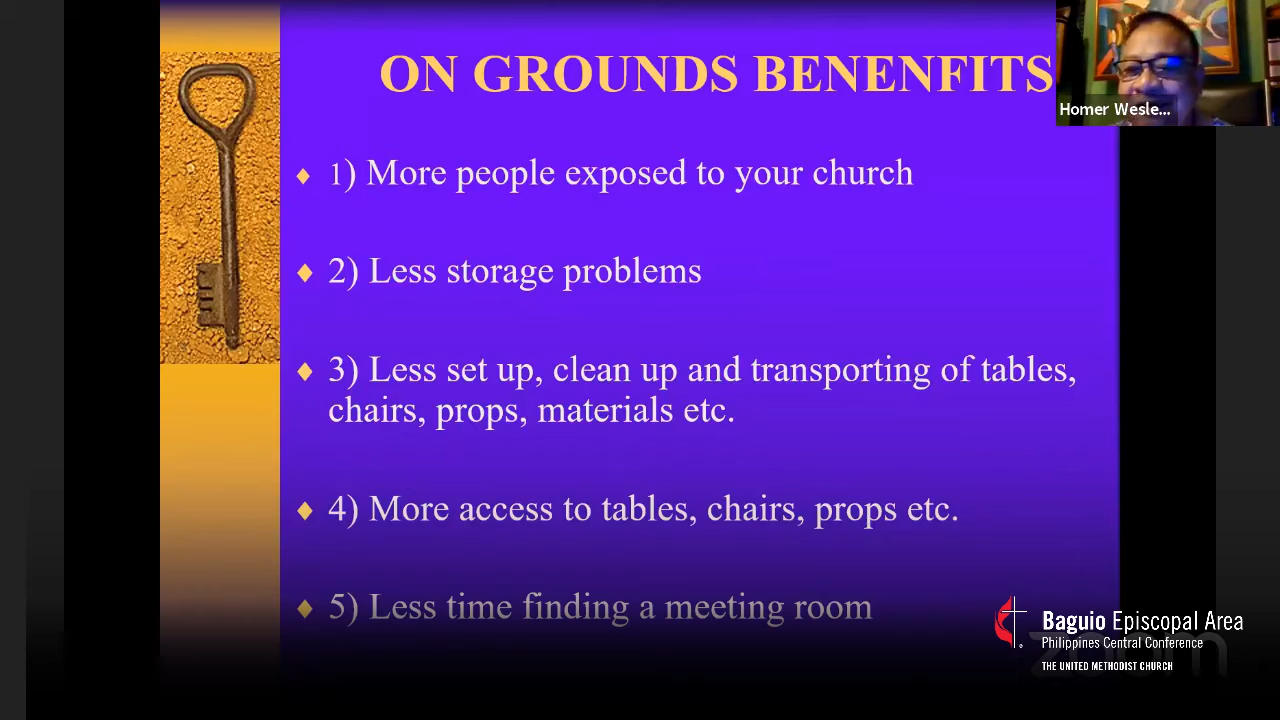 ON GROUNDS BENENFITS
Homer Wesle...
1) More people exposed to your church
2) Less storage problems
3) Less set up, clean up and transporting of tables,
chairs, props, materials etc.
4) More access to tables, chairs, props etc.
5) Less time finding a meeting room
Baguio Episcopal Area
Philippines Central Conference
THE UNITED METHODIST CHURCH
zoom